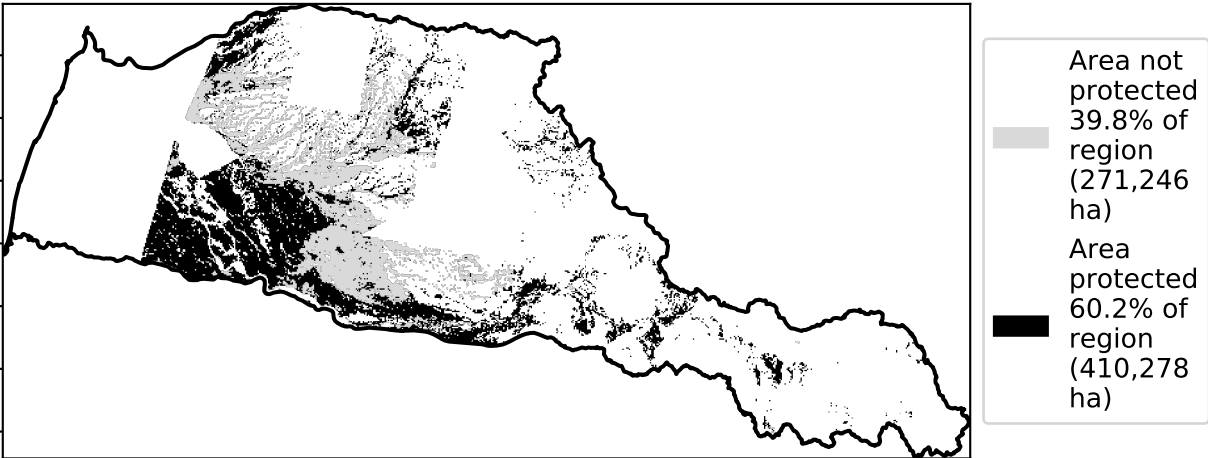 Area not
protected
39.8% of
region
(271,246
ha)
Area
protected
60.2% of
region
(410,278
ha)